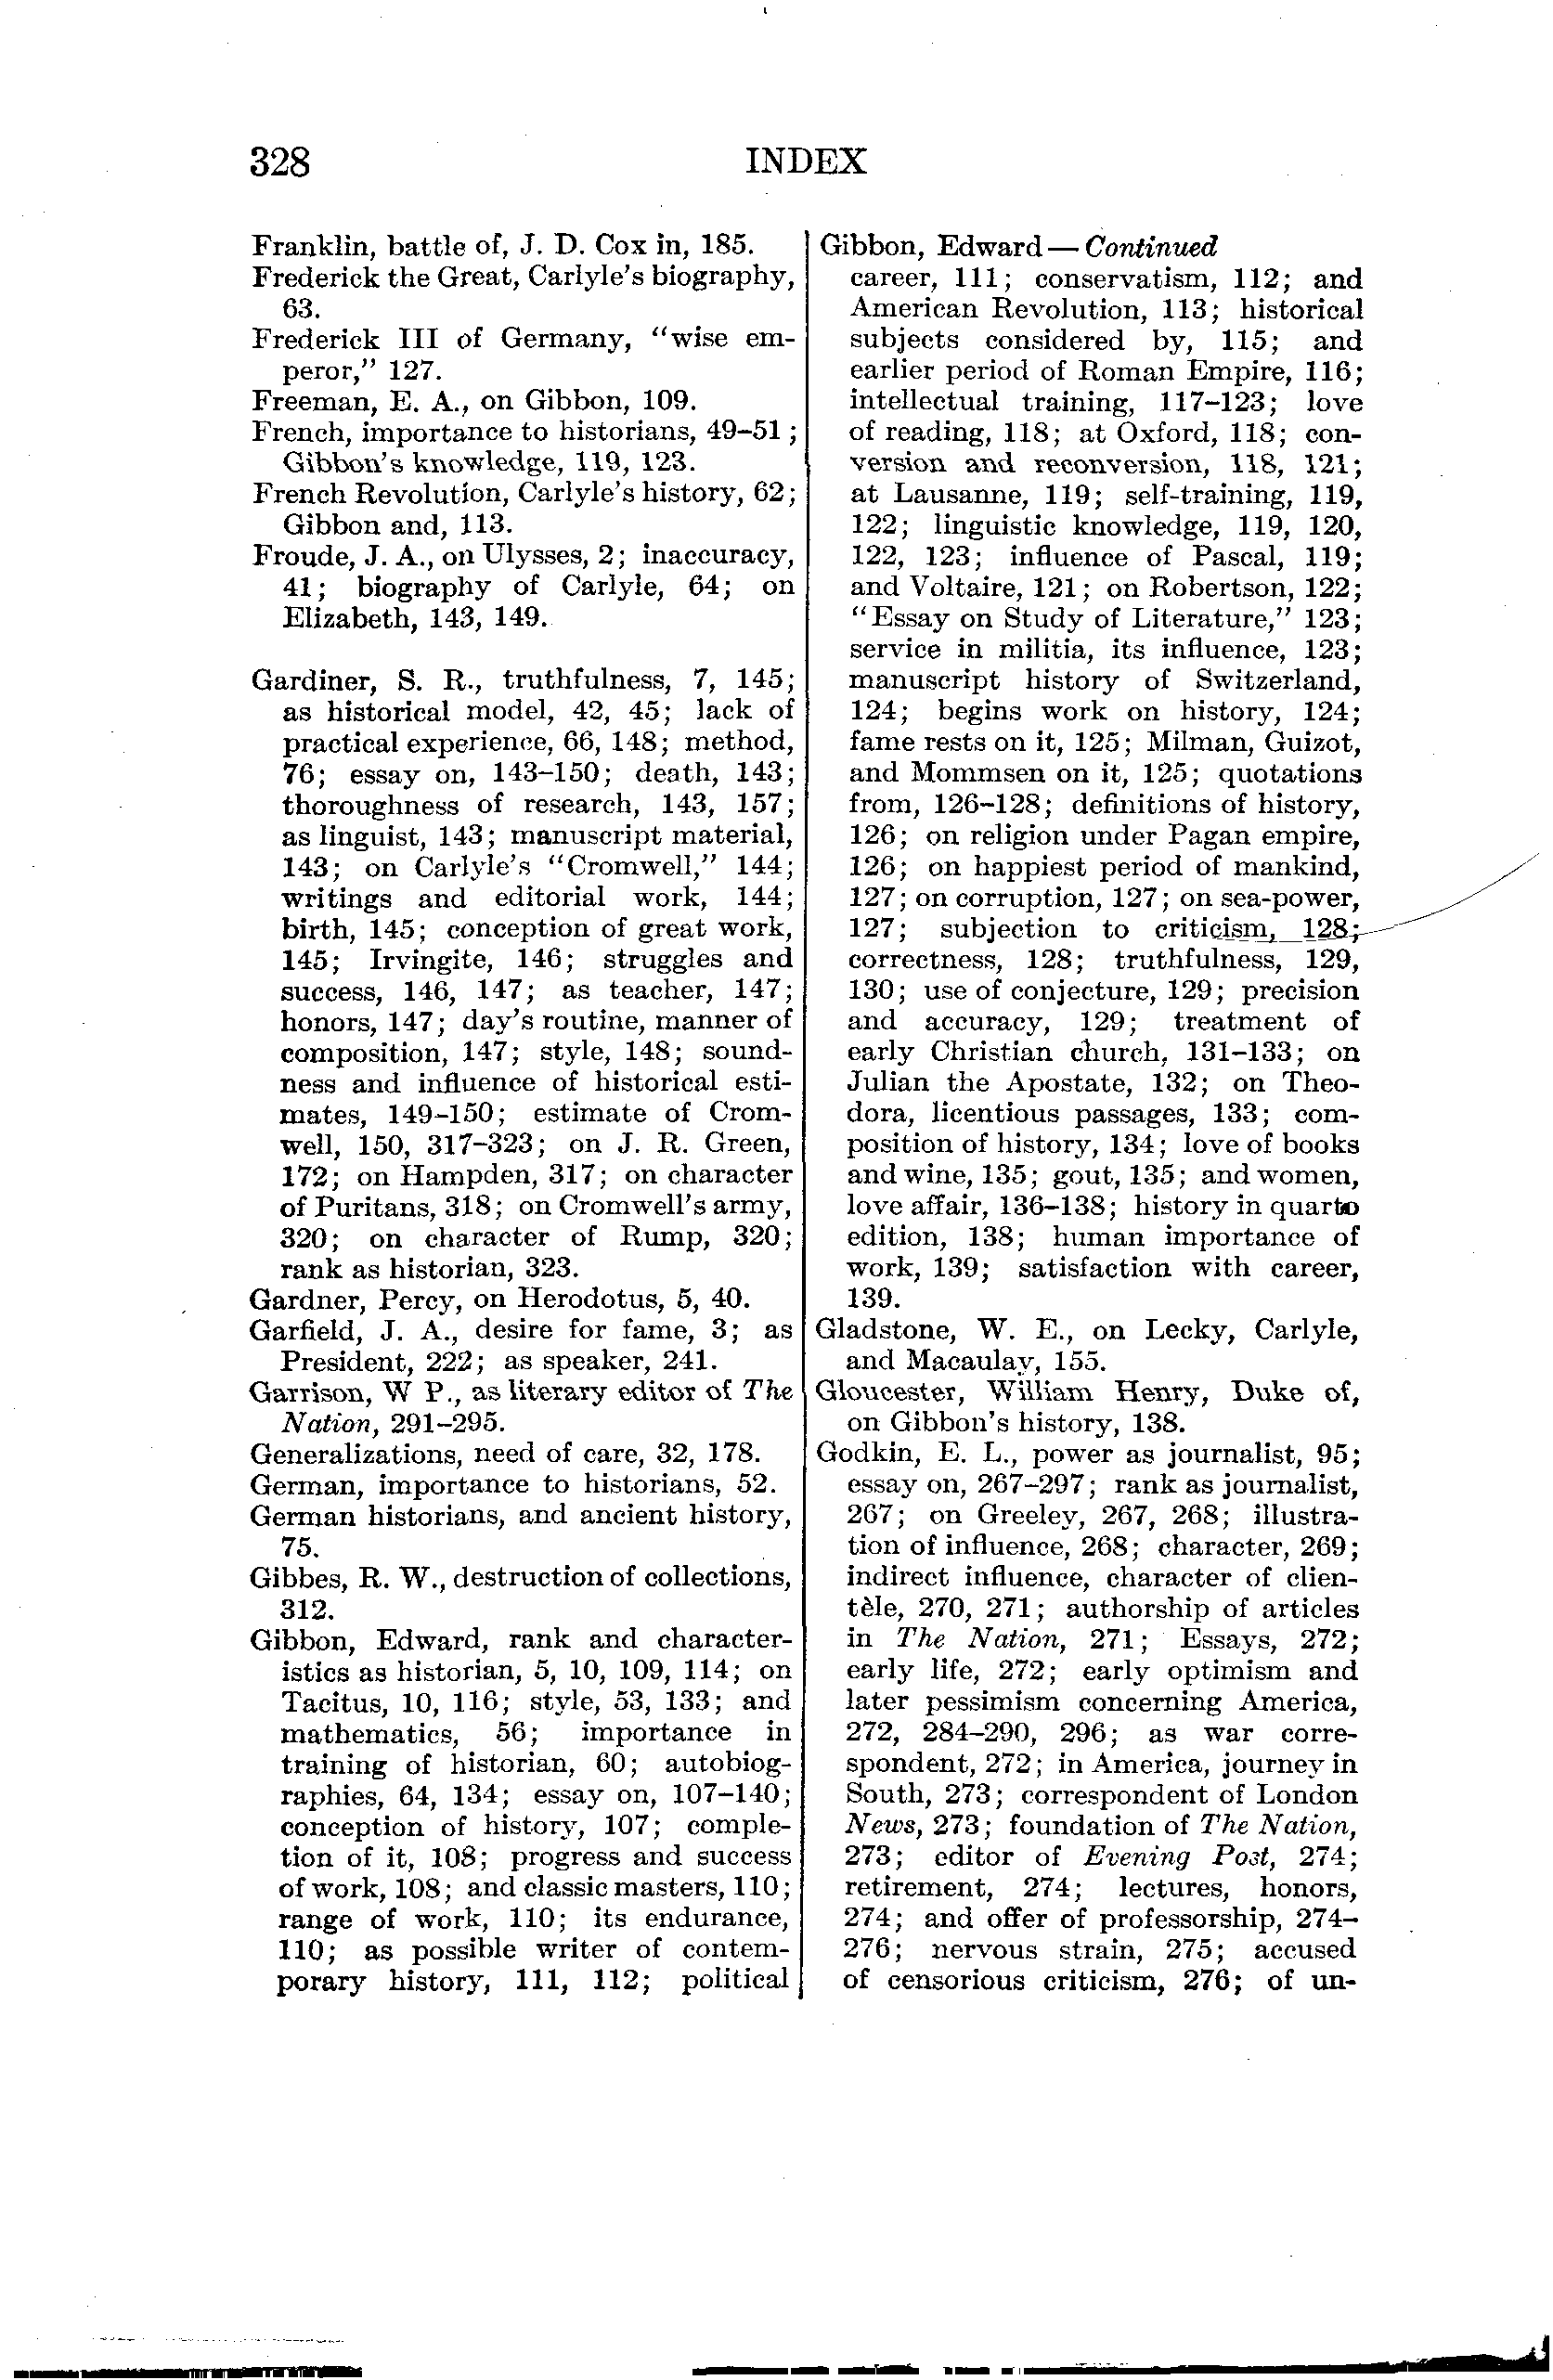 328 INDEX
Franklin, battle of, J. D. Cox in, 185.
Frederick the Great, Carlyle's biography,
63.
Frederick III of Germany, "wise em-
peror," 127.
Freeman, E. A., on Gibbon, 109.
French, importance to historians, 49–51;
Gibbon's knowledge, 119, 123.
French Revolution, Carlyle's history, 62;
Gibbon and, 113.
Froude, J. A., on Ulysses, 2; inaccuracy,
41; biography of Carlyle, 64; on
Elizabeth, 143, 149.
Gardiner, S. R., truthfulness, 7, 145;
as historical model, 42, 45; lack of
practical experience, 66, 148; method,
76; essay on, 143–150; death, 143;
thoroughness of research, 143, 157;
as linguist, 143; manuscript material,
143; on Carlyle's "Cromwell," 144;
writings and editorial work, 144;
birth, 145; conception of great work,
145; Irvingite, 146; struggles and
success, 146, 147; as teacher, 147;
honors, 147; day's routine, manner of
composition, 147; style, 148; sound-
ness and influence of historical esti-
mates, 149–150; estimate of Crom-
well, 150, 317–323; on J. R. Green,
172; on Hampden, 317; on character
of Puritans, 318; on Cromwell's army,
320; on character of Rump, 320;
rank as historian, 323.
Gardner, Percy, on Herodotus, 5, 40.
Garfield, J. A., desire for fame, 3; as
President, 222; as speaker, 241.
Garrison, W P., as literary editor of The
Nation, 291–295.
Generalizations, need of care, 32, 178.
German, importance to historians, 52.
German historians, and ancient history,
75.
Gibbes, R. W., destruction of collections,
312.
Gibbon, Edward, rank and character-
istics as historian, 5, 10, 109, 114; on
Tacitus, 10, 116; style, 53, 133; and
mathematics, 56; importance in
training of historian, 60; autobiog-
raphies, 64, 134; essay on, 107–140;
conception of history, 107; comple-
tion of it, 108; progress and success
of work, 108; and classic masters, 110;
range of work, 110; its endurance,
110; as possible writer of contem-
porary history, 111, 112; political
Gibbon, Edward — Continued
career, 111; conservatism, 112; and
American Revolution, 113; historical
subjects considered by, 115; and
earlier period of Roman Empire, 116;
intellectual training, 117–123; love
of reading, 118; at Oxford, 118; con-
version and reconversion, 118, 121;
at Lausanne, 119; self-training, 119,
122; linguistic knowledge, 119, 120,
122, 123; influence of Pascal, 119;
and Voltaire, 121; on Robertson, 122;
"Essay on Study of Literature," 123;
service in militia, its influence, 123;
manuscript history of Switzerland,
124; begins work on history, 124;
fame rests on it, 125; Milman, Guizot,
and Mommsen on it, 125; quotations
from, 126–128; definitions of history,
126; on religion under Pagan empire,
126; on happiest period of mankind,
127; on corruption, 127; on sea-power,
127; subjection to criticism, 128;
correctness, 128; truthfulness, 129,
130; use of conjecture, 129; precision
and accuracy, 129; treatment of
early Christian church, 131–133; on
Julian the Apostate, 132; on Theo-
dora, licentious passages, 133; com-
position of history, 134; love of books
and wine, 135; gout, 135; and women,
love affair, 136–138; history in quarto
edition, 138; human importance of
work, 139; satisfaction with career,
139.
Gladstone, W. E., on Lecky, Carlyle,
and Macaulay, 155.
Gloucester, William Henry, Duke of,
on Gibbon's history, 138.
Godkin, E. L., power as journalist, 95;
essay on, 267–297; rank as journalist,
267; on Greeley, 267, 268; illustra-
tion of influence, 268; character, 269;
indirect influence, character of clien-
tèle, 270, 271; authorship of articles
in The Nation, 271; Essays, 272;
early life, 272; early optimism and
later pessimism concerning America,
272, 284–290, 296; as war corre-
spondent, 272; in America, journey in
South, 273; correspondent of London
News, 273; foundation of The Nation,
273; editor of Evening Post, 274;
retirement, 274; lectures, honors,
274; and offer of professorship, 274–
276; nervous strain, 275; accused
of censorious criticism, 276; of un-